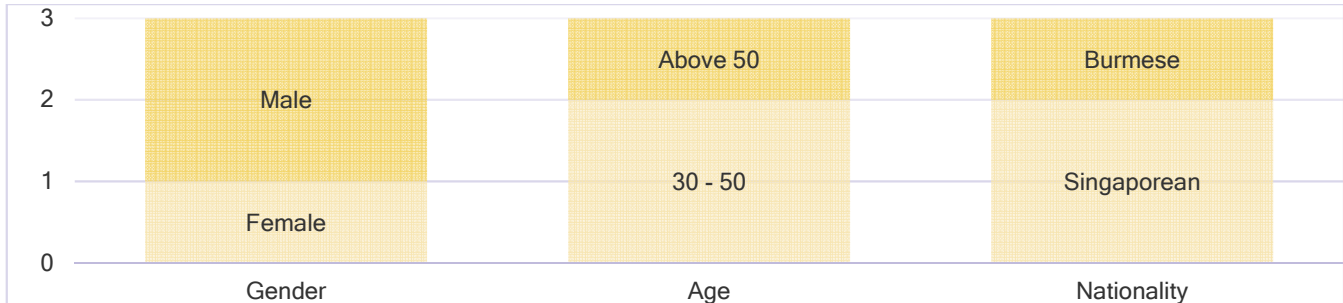 3
Above 50
Burmese
2
Male
1
30 - 50
Singaporean
Female
0
Gender
Age
Nationality